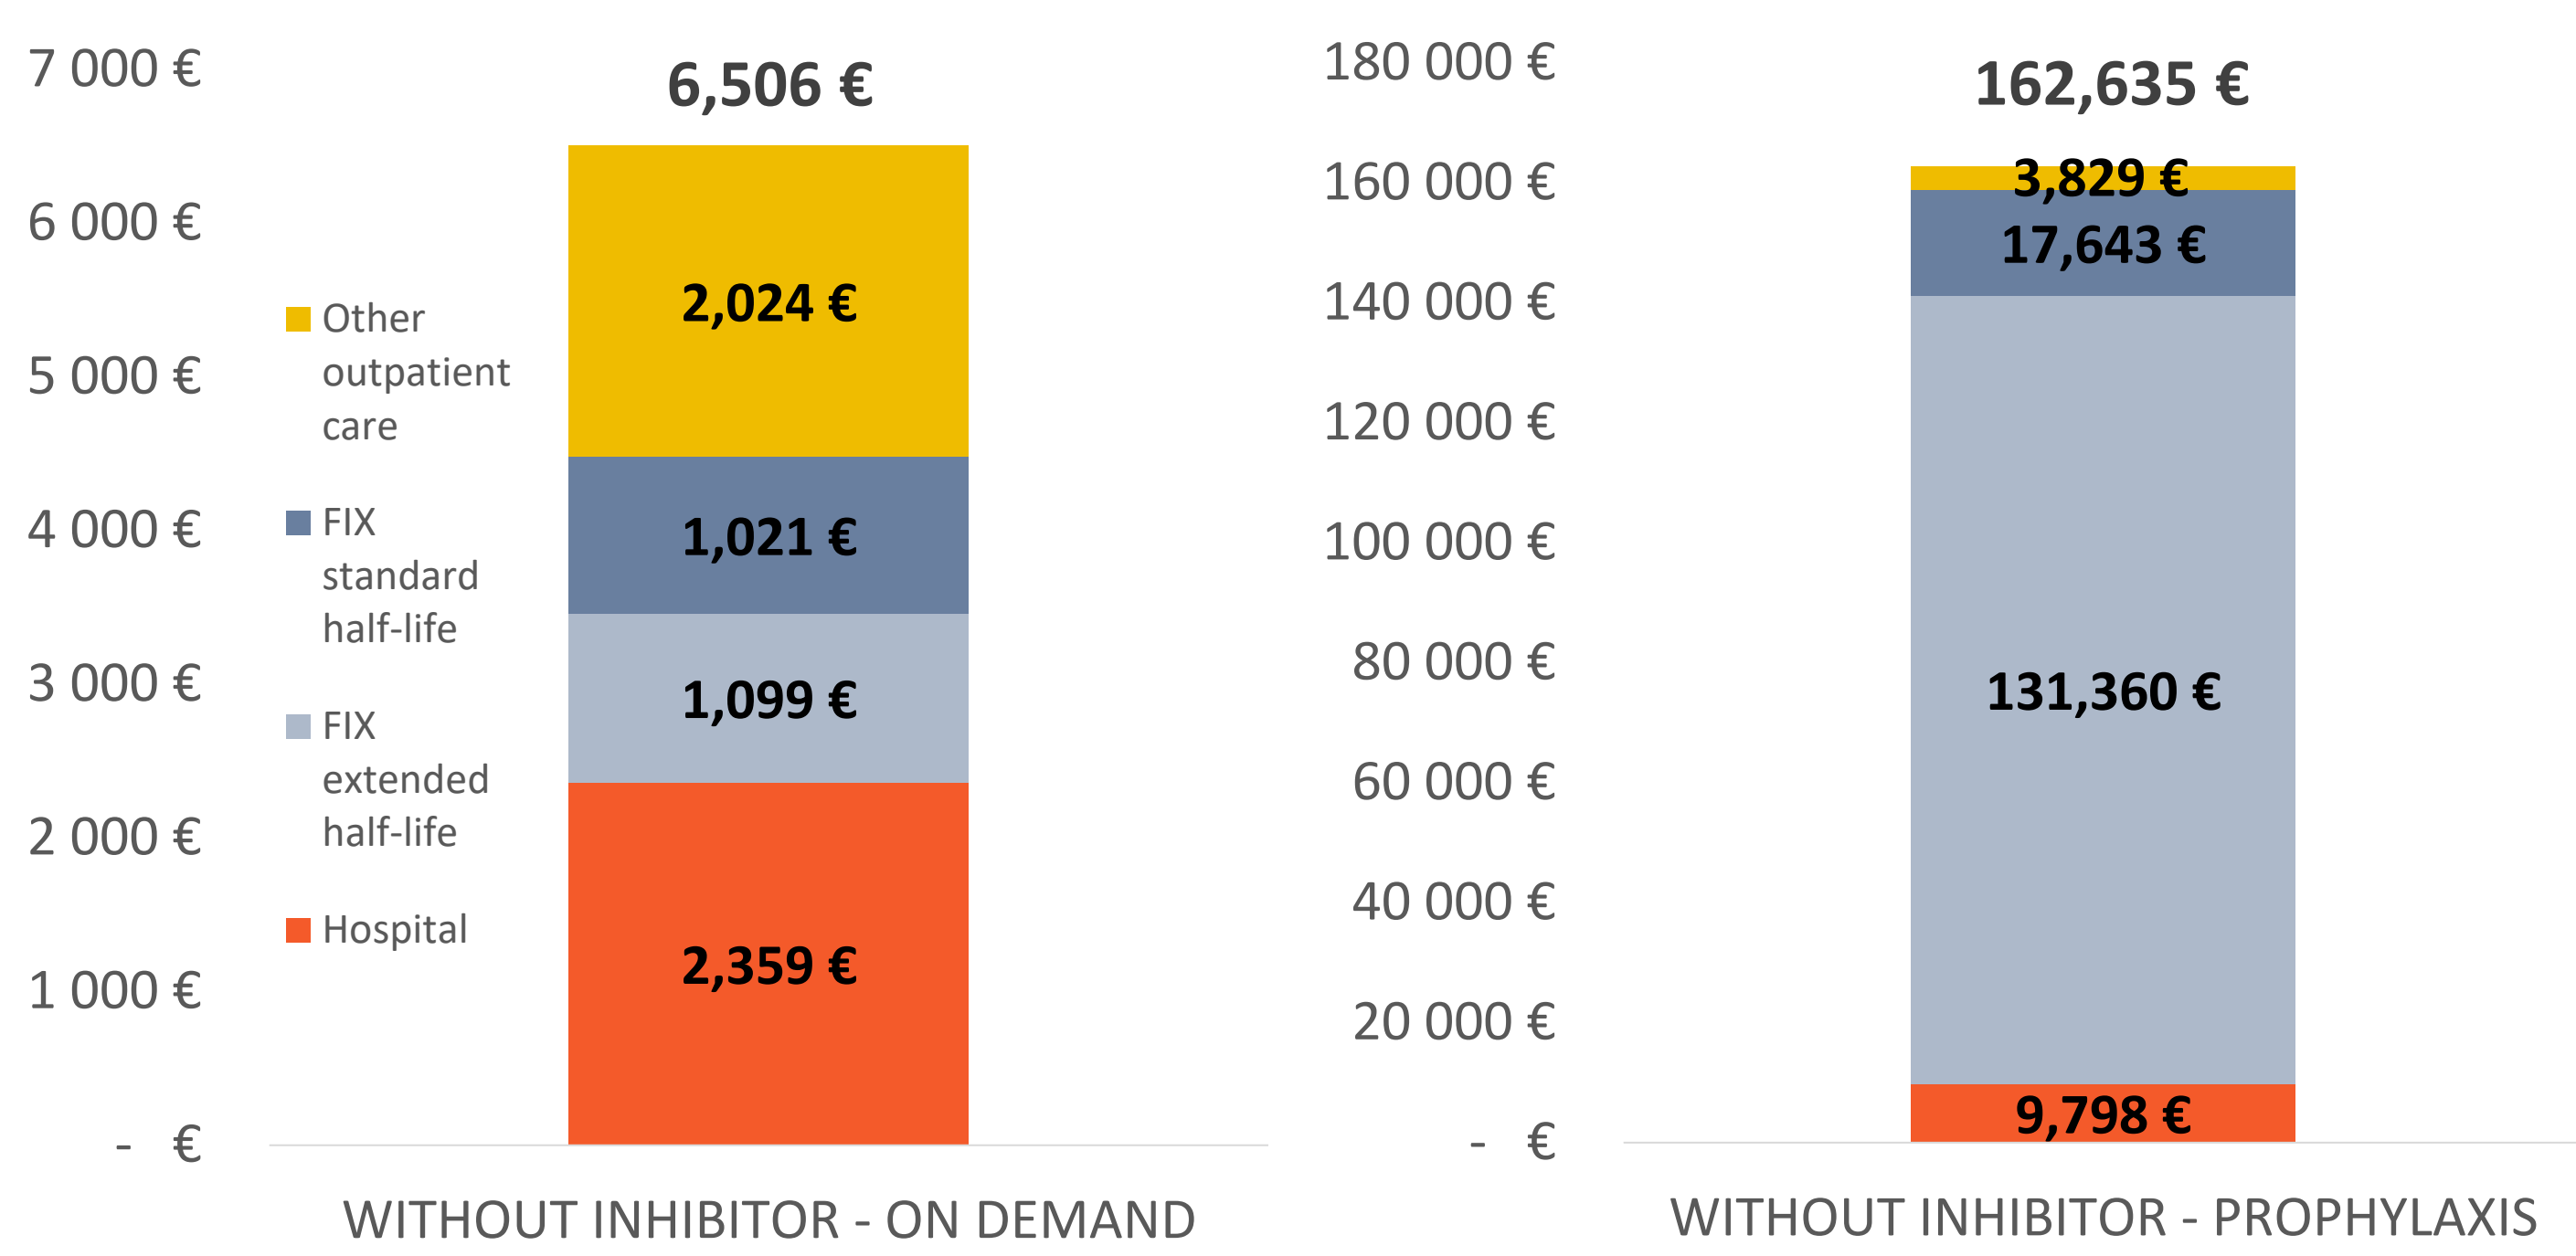 7 000 €
6 000 €
5 000 €
4 000 €
3 000 €
2 000 €
1 000 €
- €
Other
outpatient
care
FIX
standard
half-life
FIX
extended
half-life
Hospital
6,506 €
2,024 €
1,021 €
1,099 €
2,359 €
WITHOUT INHIBITOR - ON DEMAND
180 000 €
160 000 €
140 000 €
120 000 €
100 000 €
80 000 €
60 000 €
40 000 €
20 000 €
- €
162,635 €
3,829 €
17,643 €
131,360 €
9,798 €
WITHOUT INHIBITOR - PROPHYLAXIS